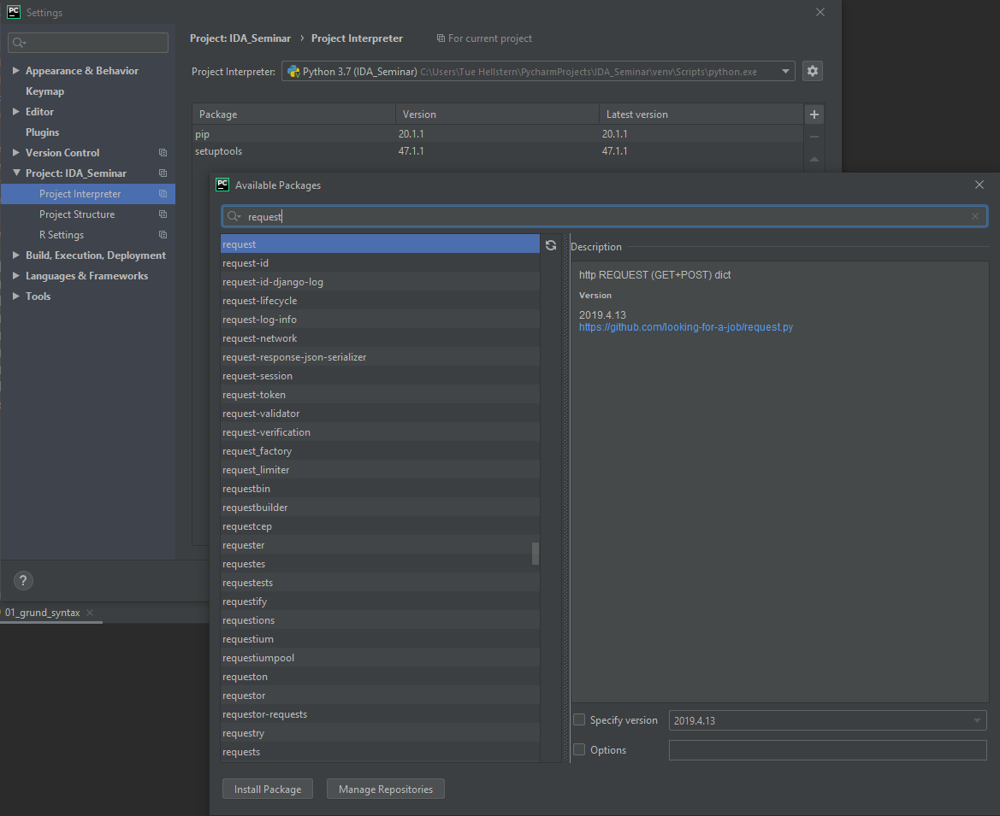 PC Settings
Project: IDA_Seminar › Project Interpreter For current project
Project Interpreter: Python 3.7 (IDA_Seminar) C:\Users\Tue Hellstern\PycharmProjects\IDA_Seminar\venv\Scripts\python.exe
Appearance & Behavior
Keymap
Editor
Plugins
Version Control
Project: IDA_Seminar
Project Interpreter
Project Structure
R Settings
Build, Execution, Deployment
Languages & Frameworks
Tools
Package Version Latest version
pip 20.1.1 20.1.1
setuptools 47.1.1 47.1.1
?
01_grund_syntax
PC Available Packages
request
request
request-id
request-id-django-log
request-lifecycle
request-log-info
request-network
request-response-json-serializer
request-session
request-token
request-validator
request-verification
request_factory
request_limiter
requestbin
requestbuilder
requestcep
requester
requestes
requestests
requestify
requestions
requestium
requestiumpool
requeston
requestor
requestor-requests
requestry
requests
Description
http REQUEST (GET+POST) dict
Version
2019.4.13
https://github.com/looking-for-a-job/request.py
Specify version 2019.4.13
Options
Install Package Manage Repositories